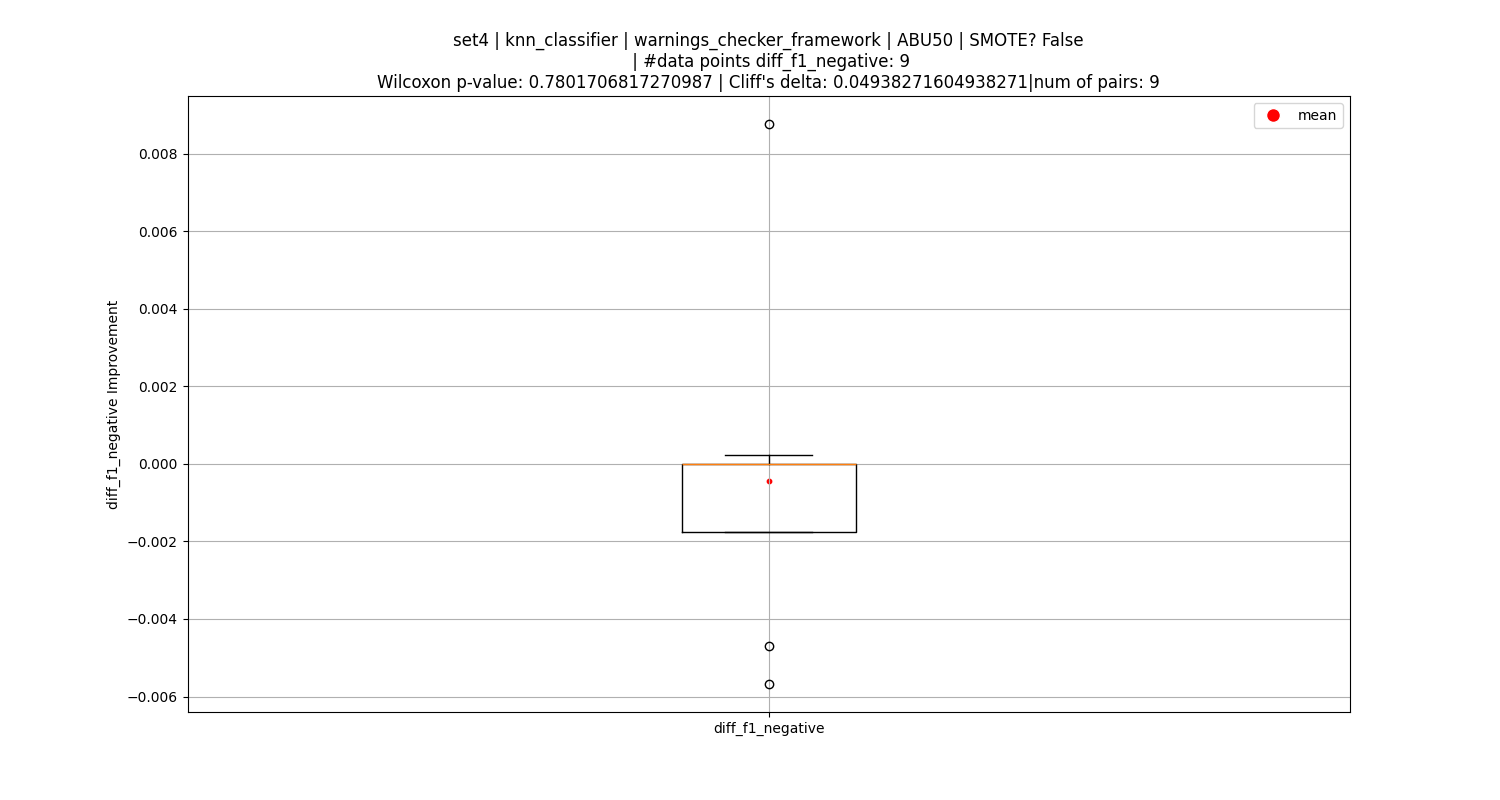 set4 | knn_classifier | warnings_checker_framework | ABU50 | SMOTE? False
| #data points diff_f1_negative: 9
Wilcoxon p-value: 0.7801706817270987 | Cliff's delta: 0.04938271604938271|num of pairs: 9
mean
0.008
0.006
0.004
0.002
0.000
−0.002
−0.004
−0.006
diff_f1_negative Improvement
diff_f1_negative